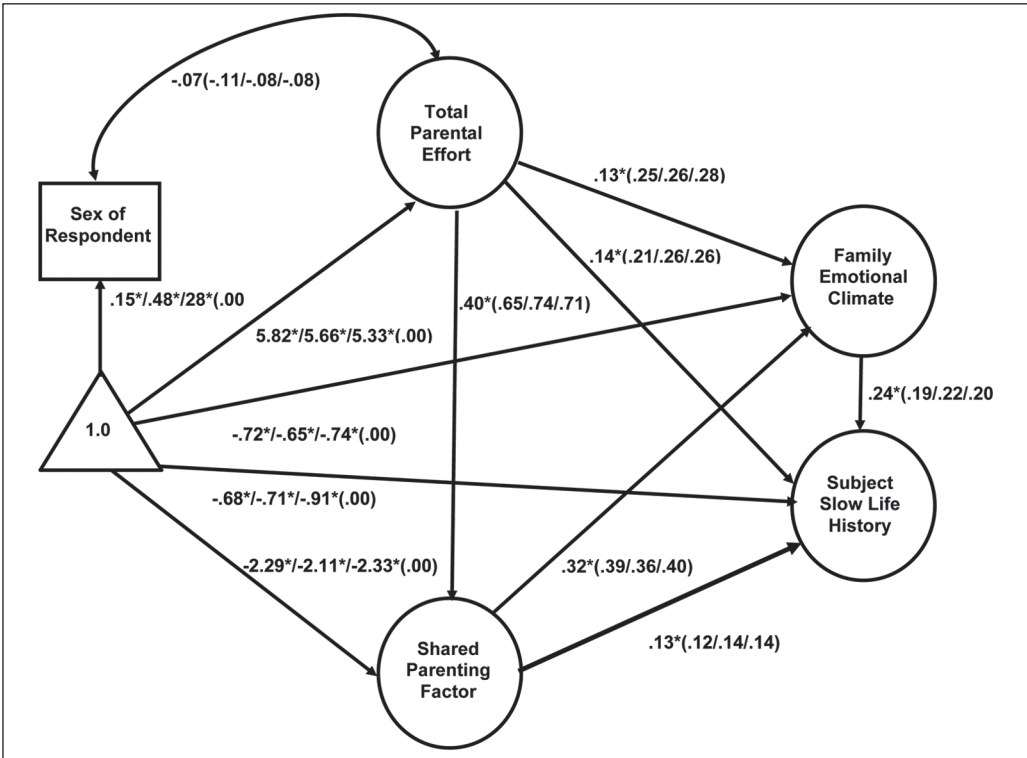 -.07(-.11/-.08/-.08)
Total
Parental
Effort
Sex of
Respondent
.13*(.25/.26/.28)
.14*(.21/.26/.26)
Family
Emotional
Climate
.15*/.48*/28*(.00
.40*(.65/.74/.71)
5.82*/5.66*/5.33*(.00)
.24*(.19/.22/.20
1.0
-.72*/-.65*/-.74*(.00)
-.68*/-.71*/-.91*(.00)
Subject
Slow Life
History
-2.29*/-2.11*/-2.33*(.00)
.32*(.39/.36/.40)
.13*(.12/.14/.14)
Shared
Parenting
Factor